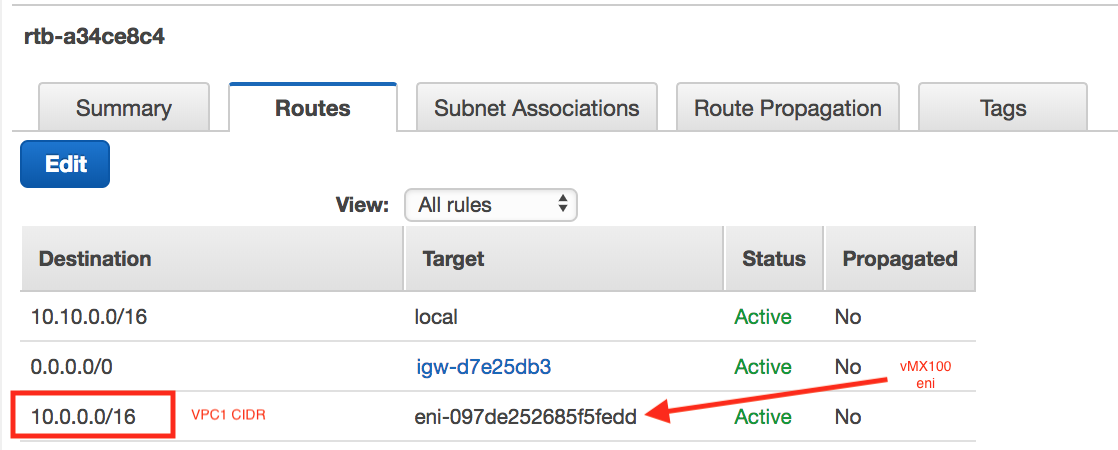 rtb-a34ce8c4
Summary Routes Subnet Associations Route Propagation Tags
Edit
View: All rules
Destination Target Status Propagated
10.10.0.0/16 local Active No
0.0.0.0/0 igw-d7e25db3 Active No vMX100
eni
10.0.0.0/16 VPC1 CIDR eni-097de252685f5fedd Active No